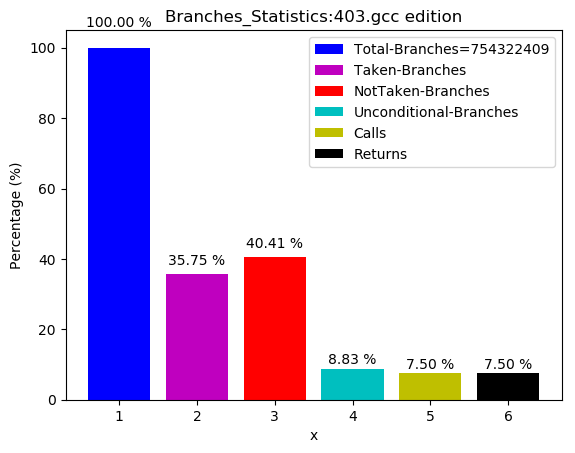 Branches_Statistics:403.gcc edition
100.00 %
Total-Branches=754322409
Taken-Branches
NotTaken-Branches
Unconditional-Branches
Calls
Returns
Percentage (%)
100
80
60
40
20
0
35.75 %
40.41 %
8.83 %
7.50 %
7.50 %
1 2 3 4 5 6
x